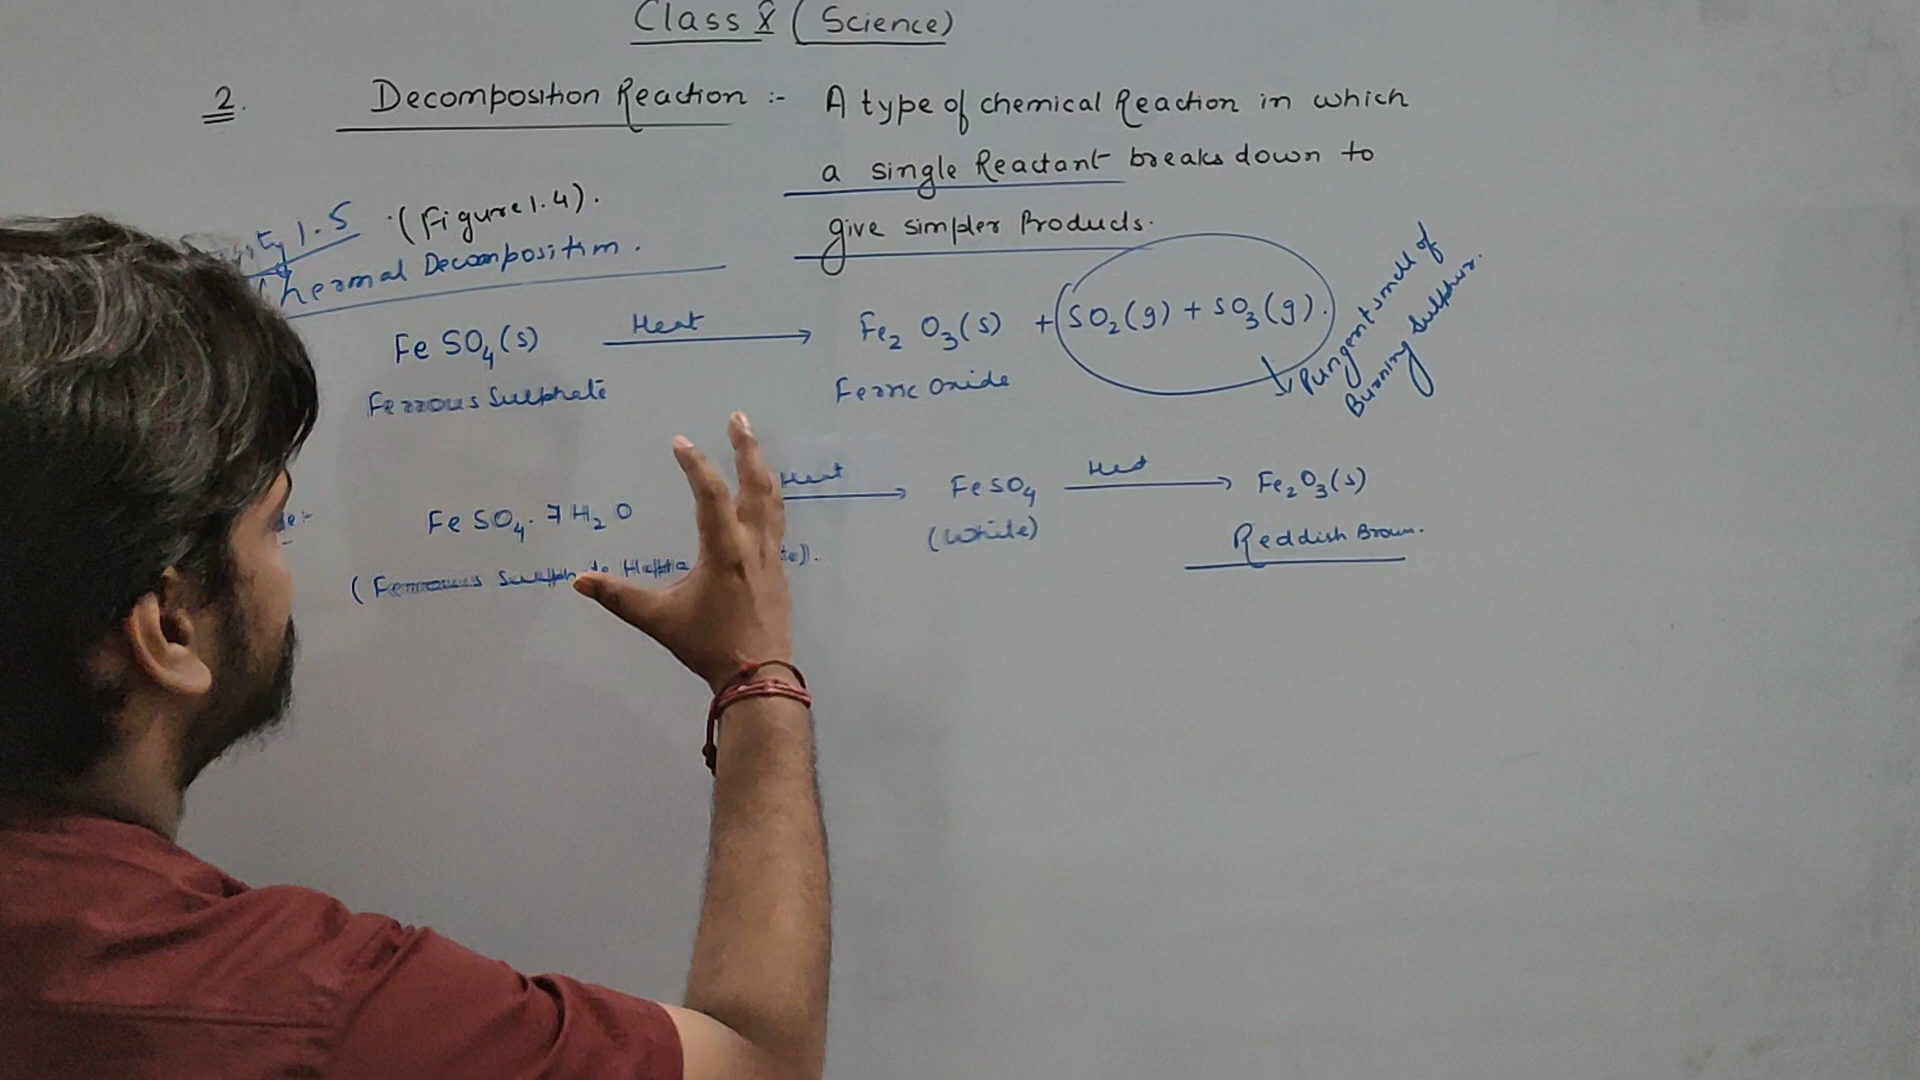 Class X (Science)
2. Decomposition Reaction :- A type of chemical Reaction in which
a single Reactant breaks down to
give simpler Products.
1.5 (Figure 1.4).
Thermal Decomposition.
FeSO₄(s) Heat → Fe₂O₃(s) + SO₂(g) + SO₃(g).
Ferrous Sulphate Ferric Oxide
Pungent smell of
Burning Sulphur.
FeSO₄·7H₂O Heat → FeSO₄ Heat → Fe₂O₃(s)
(White) Reddish Brown.
(Ferrous Sulphate Hepta